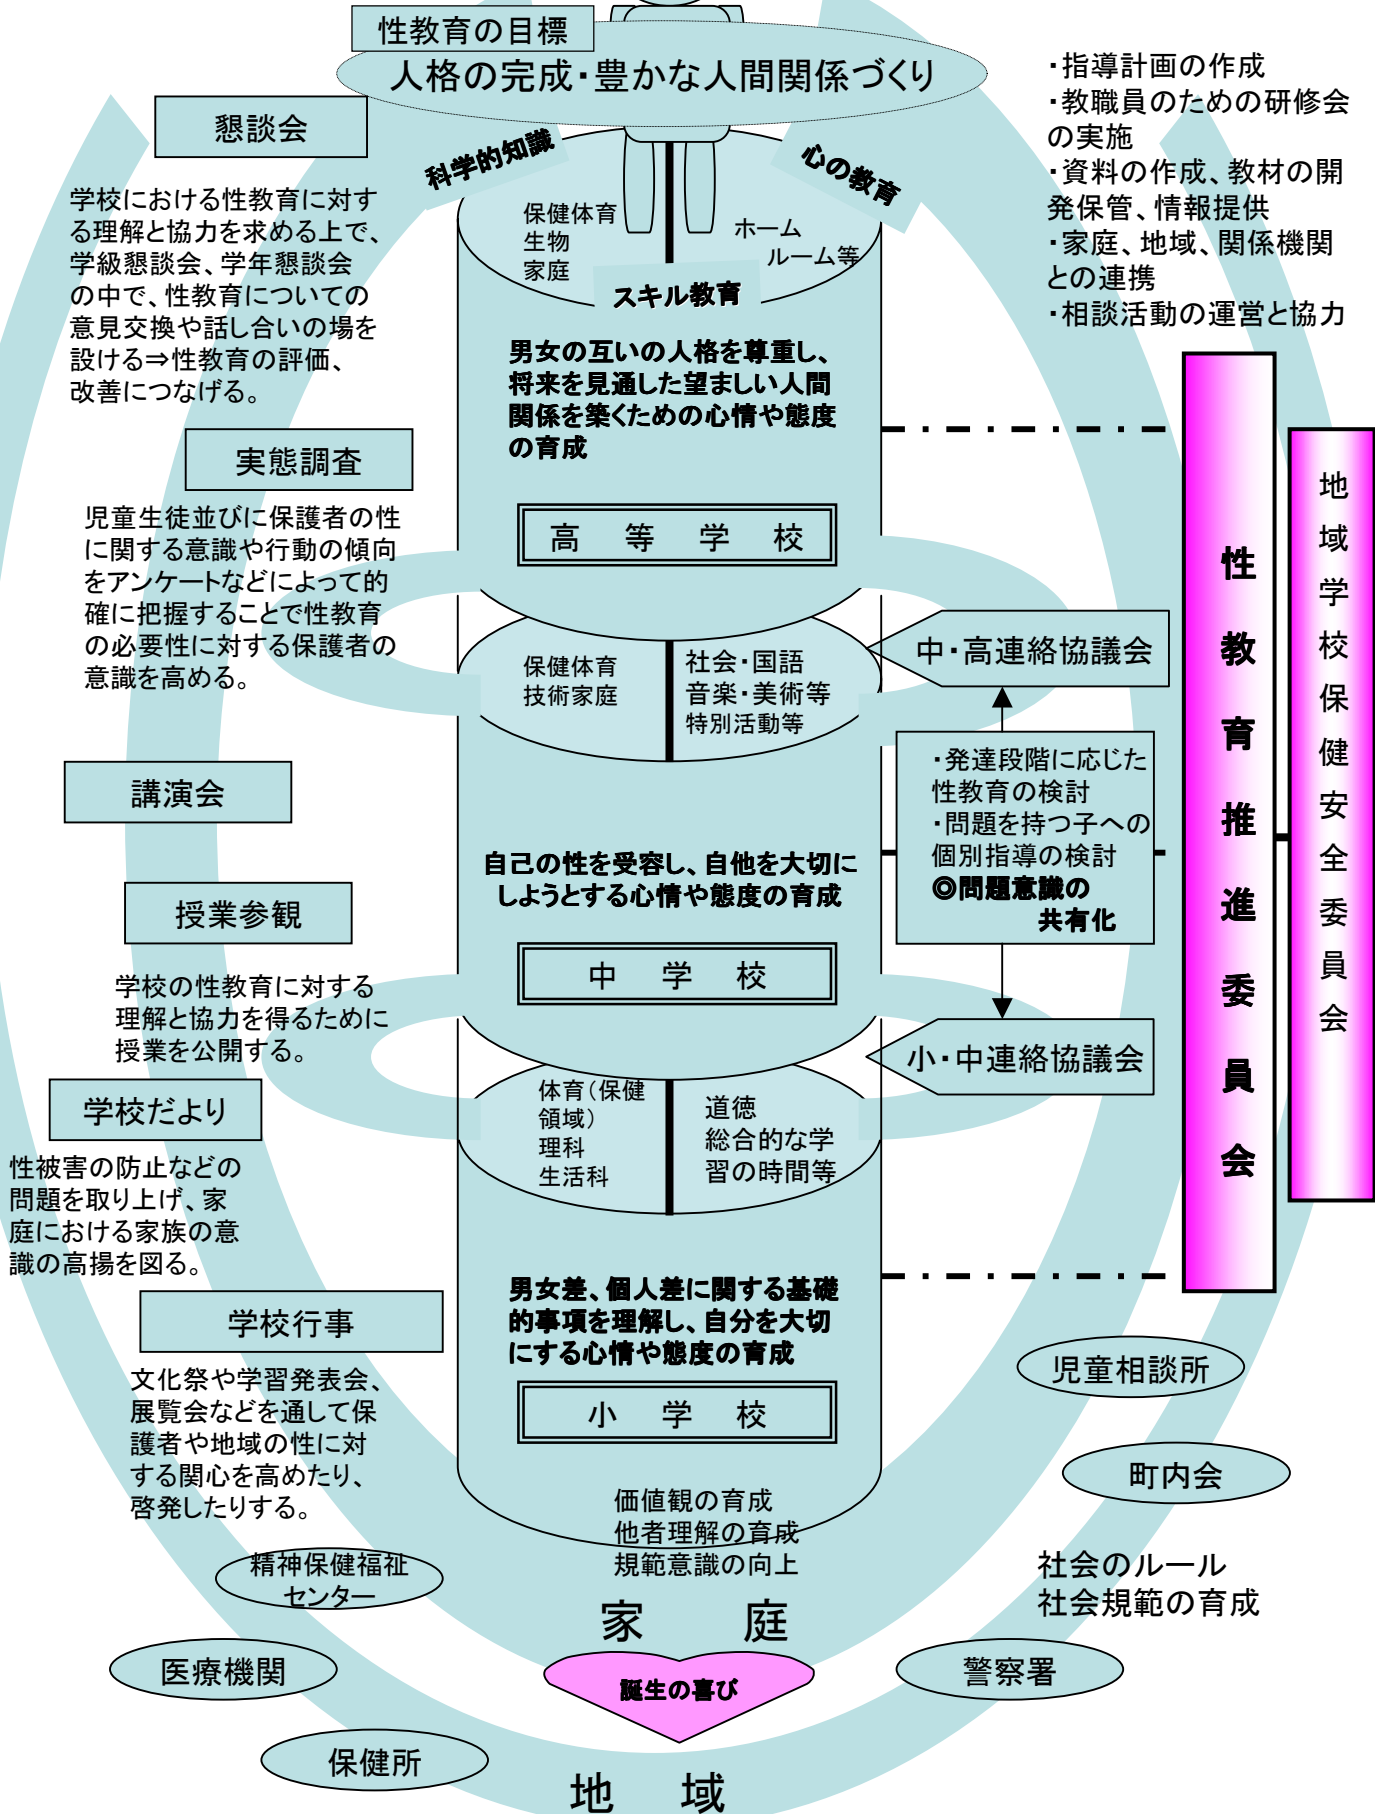 性教育の目標
人格の完成・豊かな人間関係づくり
・指導計画の作成
・教職員のための研修会
の実施
・資料の作成、教材の開
発保管、情報提供
・家庭、地域、関係機関
との連携
・相談活動の運営と協力
懇談会
学校における性教育に対す
る理解と協力を求める上で、
学級懇談会、学年懇談会
の中で、性教育についての
意見交換や話し合いの場を
設ける⇒性教育の評価、
改善につなげる。
科学的知識
心の教育
保健体育
生物
家庭
ホーム
ルーム等
スキル教育
男女の互いの人格を尊重し、
将来を見通した望ましい人間
関係を築くための心情や態度
の育成
高等学校
実態調査
児童生徒並びに保護者の性
に関する意識や行動の傾向
をアンケートなどによって的
確に把握することで性教育
の必要性に対する保護者の
意識を高める。
保健体育
技術家庭
社会・国語
音楽・美術等
特別活動等
中・高連絡協議会
・発達段階に応じた
性教育の検討
・問題を持つ子への
個別指導の検討
◎問題意識の
共有化
小・中連絡協議会
性教育推進委員会
地域学校保健安全委員会
講演会
授業参観
学校の性教育に対する
理解と協力を得るために
授業を公開する。
自己の性を受容し、自他を大切に
しようとする心情や態度の育成
中学校
体育（保健
領域）
理科
生活科
道徳
総合的な学
習の時間等
学校だより
性被害の防止などの
問題を取り上げ、家
庭における家族の意
識の高揚を図る。
男女差、個人差に関する基礎
的事項を理解し、自分を大切
にする心情や態度の育成
小学校
学校行事
文化祭や学習発表会、
展覧会などを通して保
護者や地域の性に対
する関心を高めたり、
啓発したりする。
価値観の育成
他者理解の育成
規範意識の向上
家庭
誕生の喜び
児童相談所
町内会
社会のルール
社会規範の育成
精神保健福祉
センター
医療機関
警察署
保健所
地域